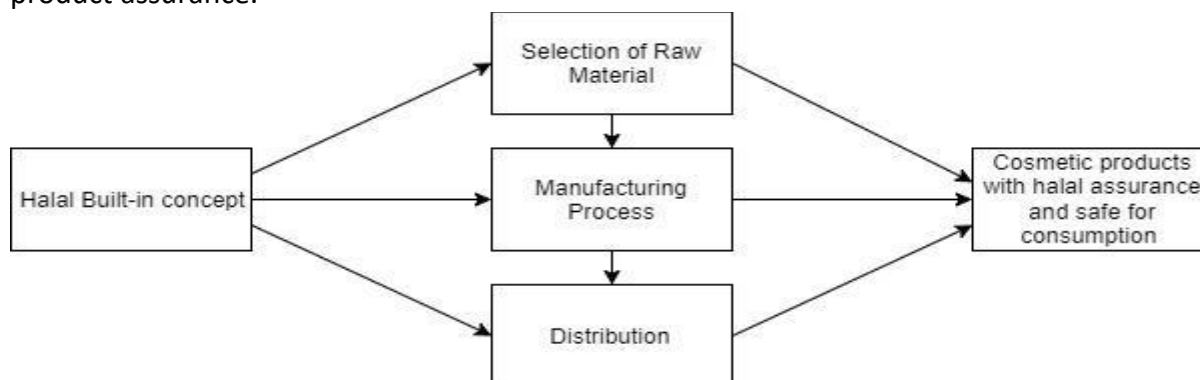 product assurance.
Selection of Raw
Material
Halal Built-in concept
Manufacturing
Process
Cosmetic products
with halal assurance
and safe for
consumption
Distribution